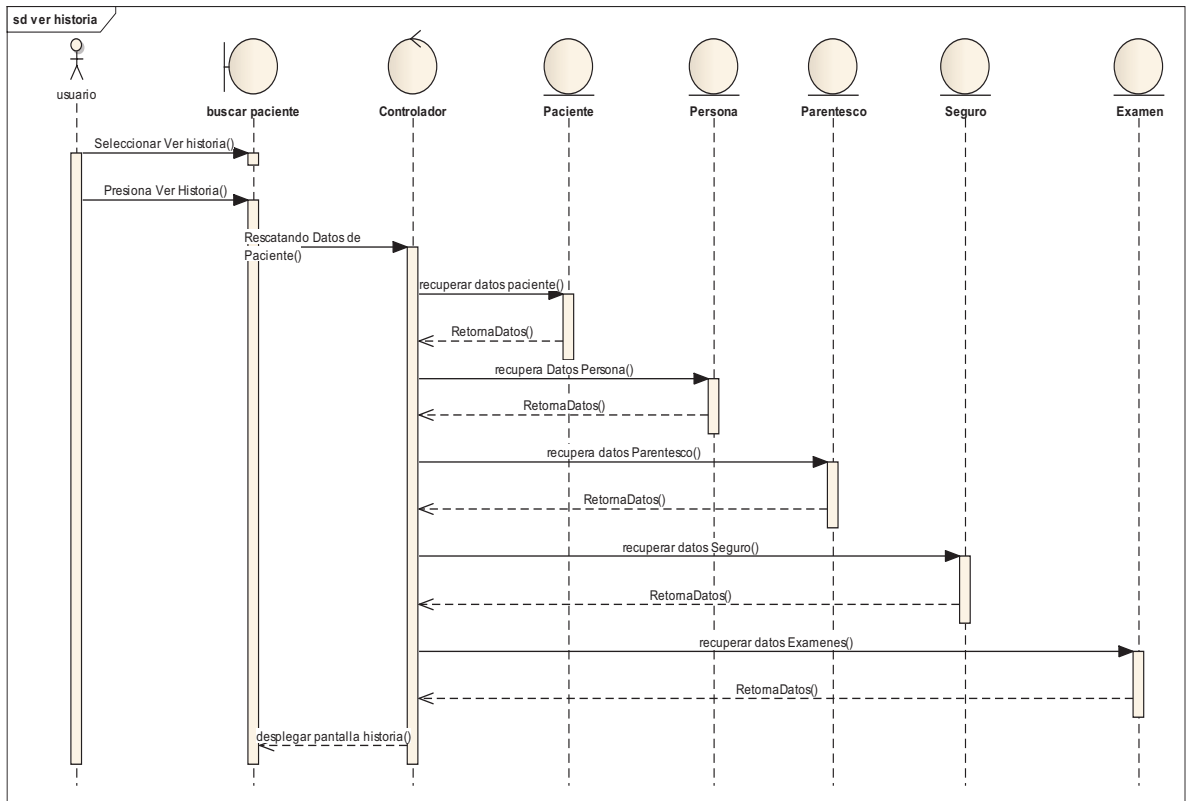 sd ver historia
usuario
buscar paciente
Controlador
Paciente
Persona
Parentesco
Seguro
Examen
Seleccionar Ver historia()
Presiona Ver Historia()
Rescatando Datos de
Paciente()
recuperar datos paciente()
RetornaDatos()
recupera Datos Persona()
RetornaDatos()
recupera datos Parentesco()
RetornaDatos()
recuperar datos Seguro()
RetornaDatos()
recuperar datos Examenes()
RetornaDatos()
desplegar pantalla historia()